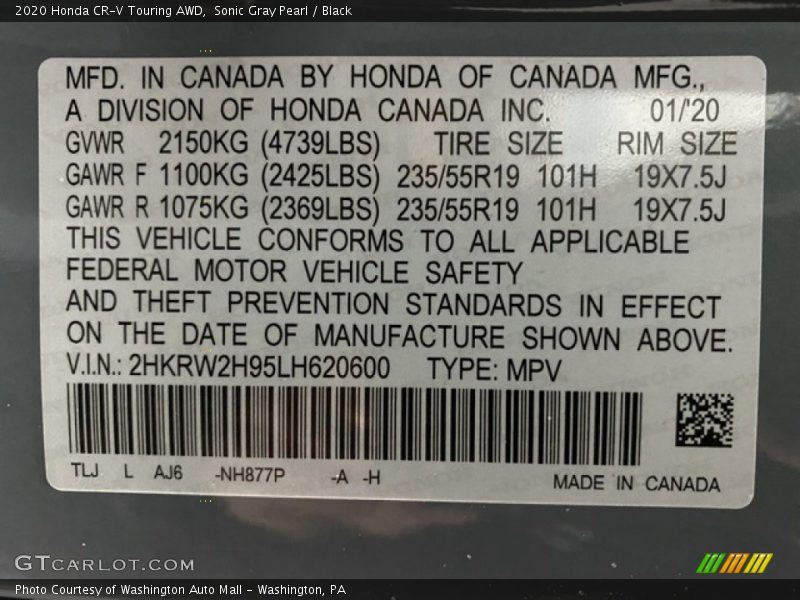 2020 Honda CR-V Touring AWD, Sonic Gray Pearl / Black
MFD. IN CANADA BY HONDA OF CANADA MFG.,
A DIVISION OF HONDA CANADA INC. 01/'20
GVWR 2150KG (4739LBS) TIRE SIZE RIM SIZE
GAWR F 1100KG (2425LBS) 235/55R19 101H 19X7.5J
GAWR R 1075KG (2369LBS) 235/55R19 101H 19X7.5J
THIS VEHICLE CONFORMS TO ALL APPLICABLE
FEDERAL MOTOR VEHICLE SAFETY
AND THEFT PREVENTION STANDARDS IN EFFECT
ON THE DATE OF MANUFACTURE SHOWN ABOVE.
V.I.N.: 2HKRW2H95LH620600 TYPE: MPV
TLJ L AJ6 -NH877P -A -H MADE IN CANADA
GTCARLOT.COM
Photo Courtesy of Washington Auto Mall - Washington, PA